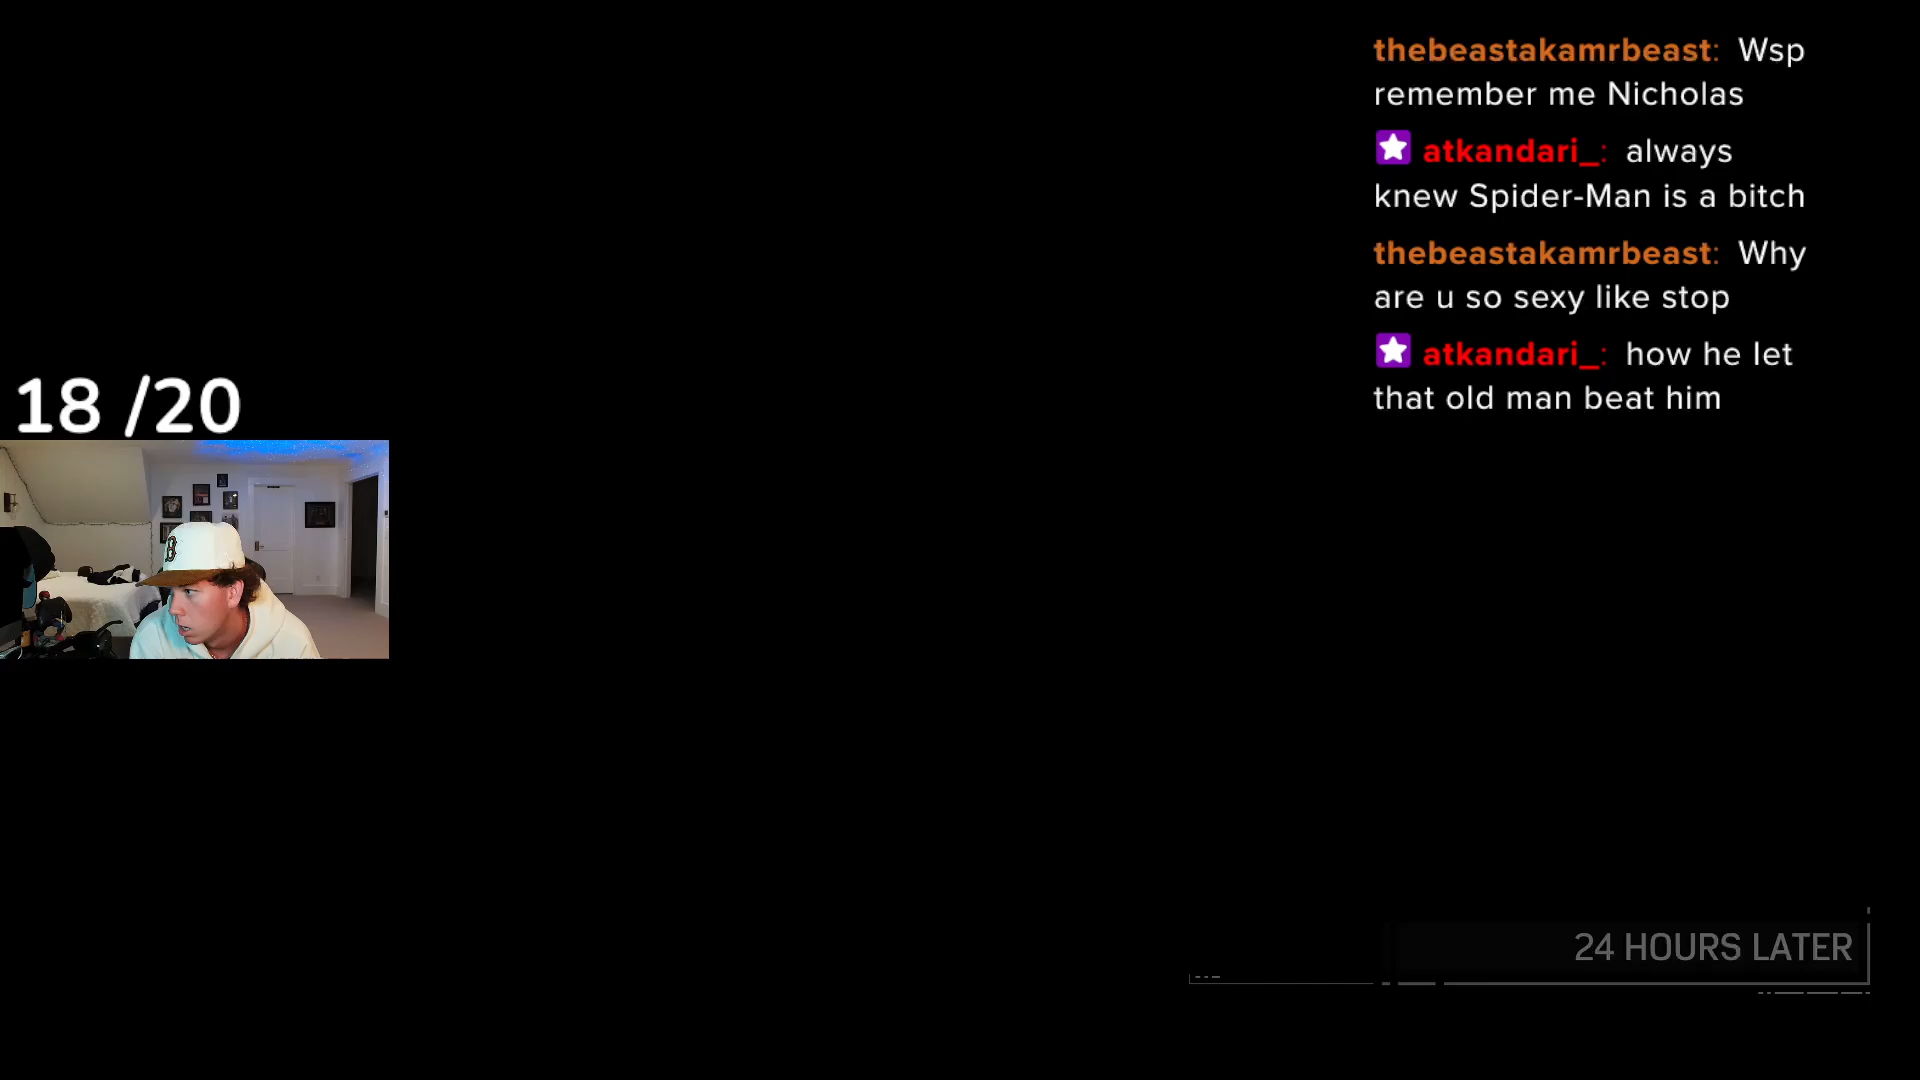 thebeastakamrbeast: Wsp
remember me Nicholas
atkandari_: always
knew Spider-Man is a bitch
thebeastakamrbeast: Why
are u so sexy like stop
atkandari_: how he let
that old man beat him
18 /20
B
24 HOURS LATER